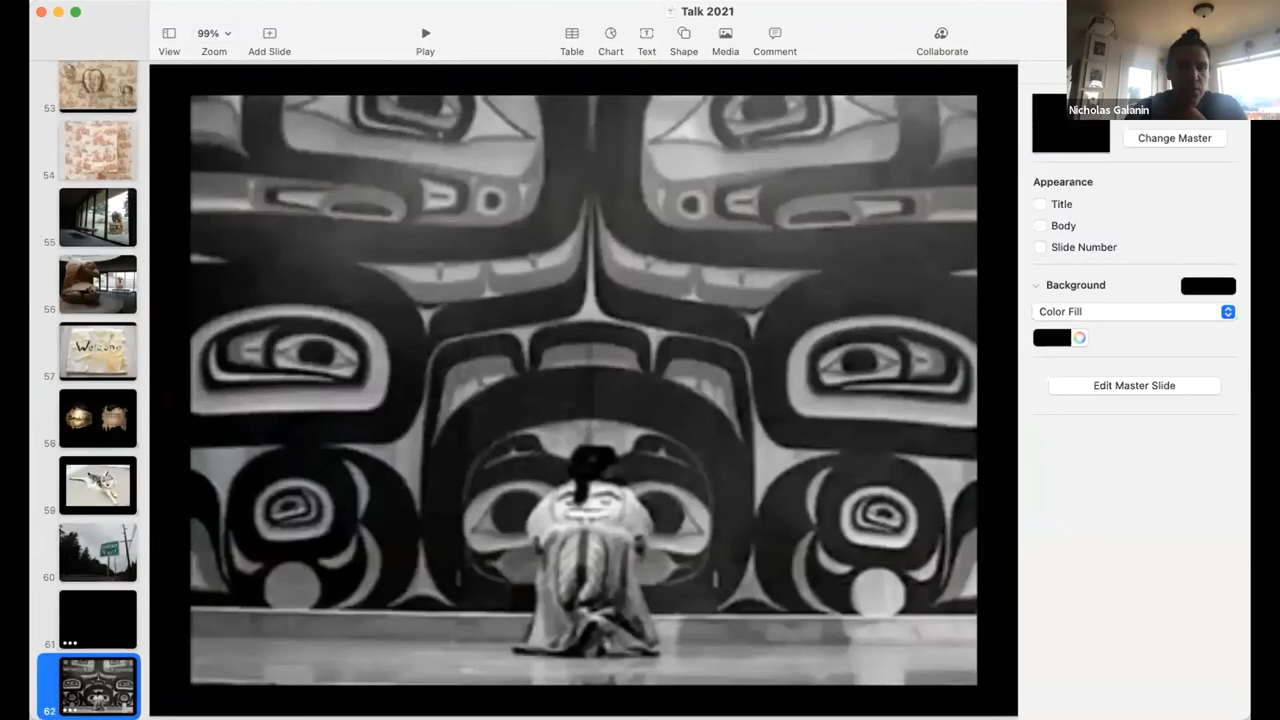 Talk 2021
99%
View
Zoom
Add Slide
Play
Table
Chart
Text
Shape
Media
Comment
Collaborate
Nicholas Galanin
Change Master
Appearance
Title
Body
Slide Number
Background
Color Fill
Edit Master Slide
53
54
55
56
57
Welcome
58
59
60
61
62